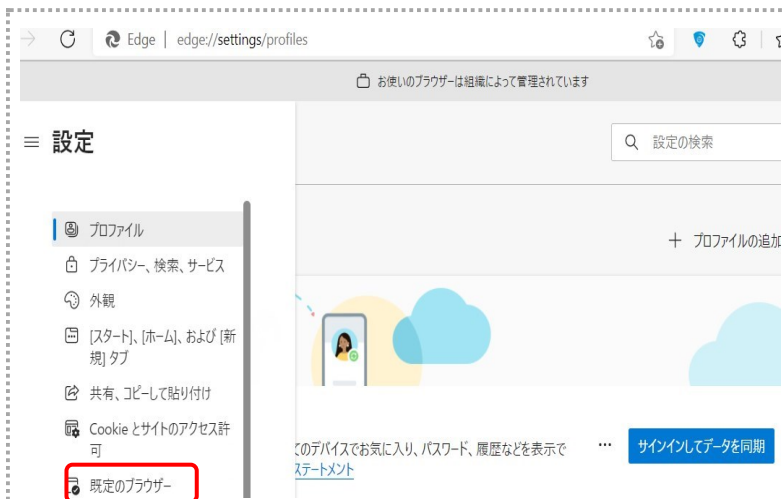 Edge | edge://settings/profiles
お使いのブラウザーは組織によって管理されています
設定
設定の検索
プロファイル
+ プロファイルの追加
プライバシー、検索、サービス
外観
[スタート]、[ホーム]、および [新
規] タブ
共有、コピーして貼り付け
Cookie とサイトのアクセス許
可
てのデバイスでお気に入り、パスワード、履歴などを表示で
ステートメント
... サインインしてデータを同期
既定のブラウザー